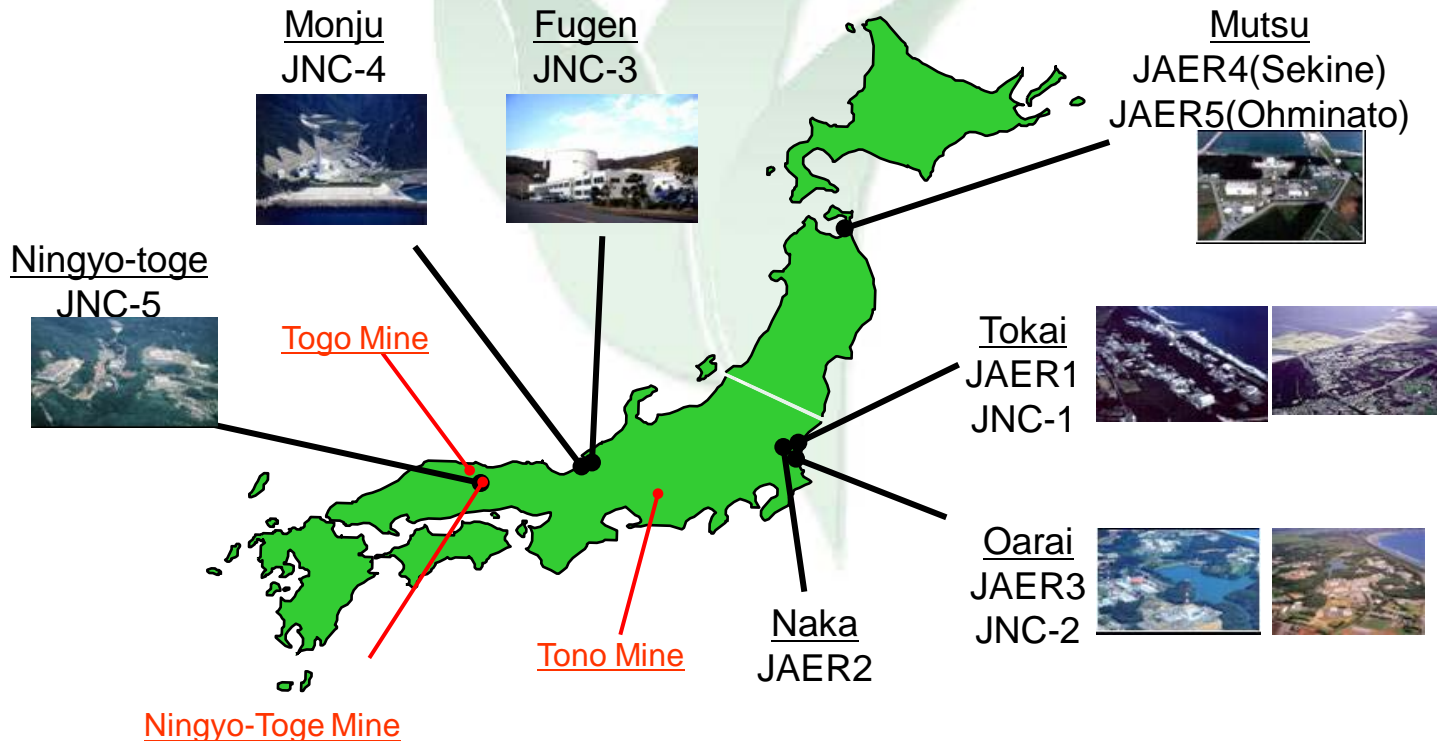 Monju
JNC-4
Fugen
JNC-3
Mutsu
JAER4(Sekine)
JAER5(Ohminato)
Ningyo-toge
JNC-5
Togo Mine
Tokai
JAER1
JNC-1
Oarai
JAER3
JNC-2
Naka
JAER2
Tono Mine
Ningyo-Toge Mine